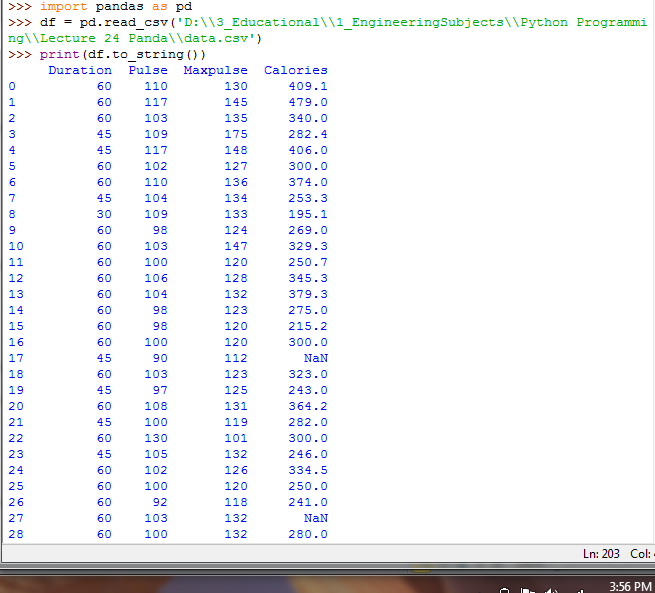 >>> import pandas as pd
>>> df = pd.read_csv('D:\\3_Educational\\1_EngineeringSubjects\\Python Programmi
ng\\Lecture 24 Panda\\data.csv')
>>> print(df.to_string())
Duration Pulse Maxpulse Calories
0 60 110 130 409.1
1 60 117 145 479.0
2 60 103 135 340.0
3 45 109 175 282.4
4 45 117 148 406.0
5 60 102 127 300.0
6 60 110 136 374.0
7 45 104 134 253.3
8 30 109 133 195.1
9 60 98 124 269.0
10 60 103 147 329.3
11 60 100 120 250.7
12 60 106 128 345.3
13 60 104 132 379.3
14 60 98 123 275.0
15 60 98 120 215.2
16 60 100 120 300.0
17 45 90 112 NaN
18 60 103 123 323.0
19 45 97 125 243.0
20 60 108 131 364.2
21 45 100 119 282.0
22 60 130 101 300.0
23 45 105 132 246.0
24 60 102 126 334.5
25 60 100 120 250.0
26 60 92 118 241.0
27 60 103 132 NaN
28 60 100 132 280.0
Ln: 203 Col:
3:56 PM